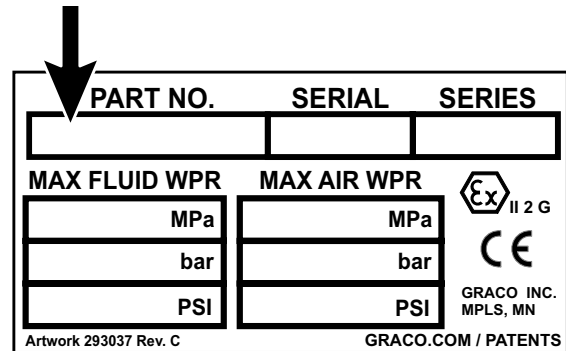 PART NO. SERIAL SERIES
MAX FLUID WPR MAX AIR WPR
MPa MPa
bar bar
PSI PSI
Ex II 2 G
CE
GRACO INC.
MPLS, MN
Artwork 293037 Rev. C GRACO.COM / PATENTS